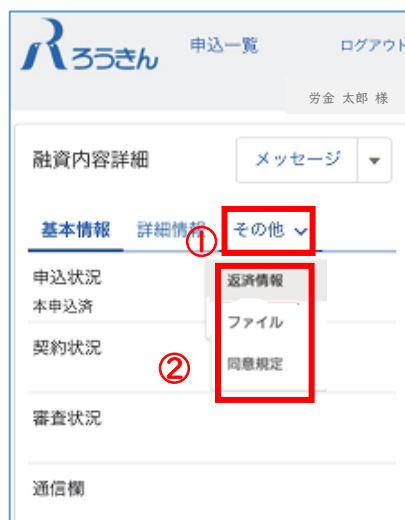 ろうきん 申込一覧 ログアウト
労金 太郎 様
融資内容詳細 メッセージ
基本情報 詳細情報 その他
①
申込状況 返済情報
本申込済
ファイル
契約状況
② 同意規定
審査状況
通信欄